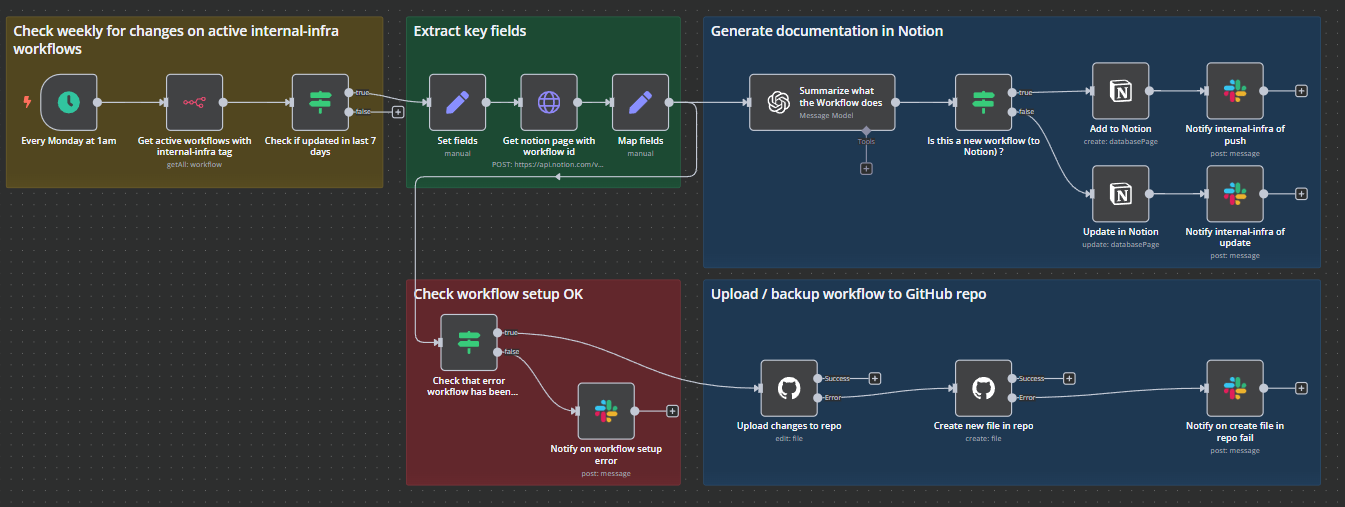 Check weekly for changes on active internal-infra
workflows
Every Monday at 1am
Get active workflows with
internal-infra tag
getAll: workflow
true
false
Check if updated in last 7
days
Extract key fields
Set fields
manual
Get notion page with
workflow id
POST: https://api.notion.com/v...
Map fields
manual
Generate documentation in Notion
Summarize what
the Workflow does
Message Model
Tools
true
false
Is this a new workflow (to
Notion) ?
Add to Notion
create: databasePage
Notify internal-infra of
push
post: message
Update in Notion
update: databasePage
Notify internal-infra of
update
post: message
Check workflow setup OK
true
false
Check that error
workflow has been...
Notify on workflow setup
error
post: message
Upload / backup workflow to GitHub repo
Success
Error
Upload changes to repo
edit: file
Success
Error
Create new file in repo
create: file
Notify on create file in
repo fail
post: message